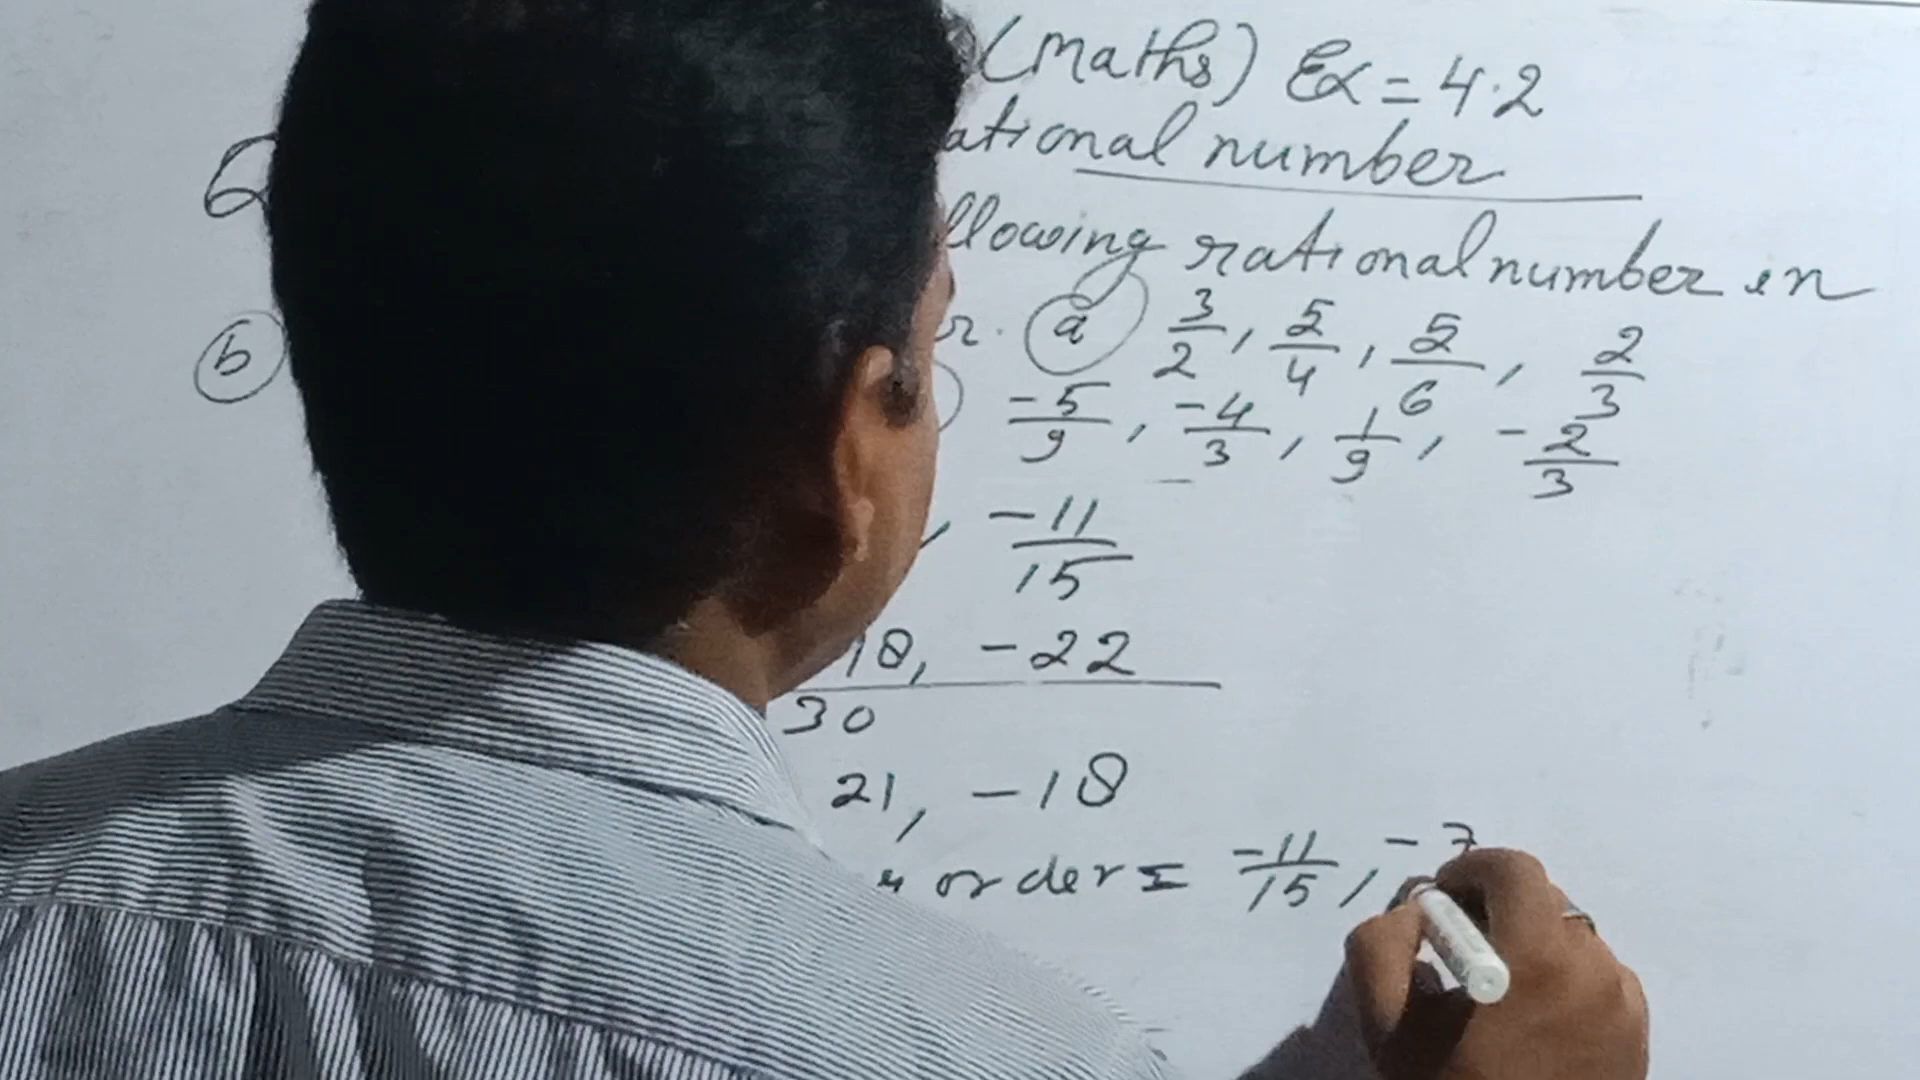 (Maths) Ex = 4.2
ational number
llowing rational number in
r. (a) 3/2, 5/4, 5/6, 2/3
(b)
-5/9, -4/3, 1/9, -2/3
, -11/15
18, -22
30
21, -18
order = -11/15, -7